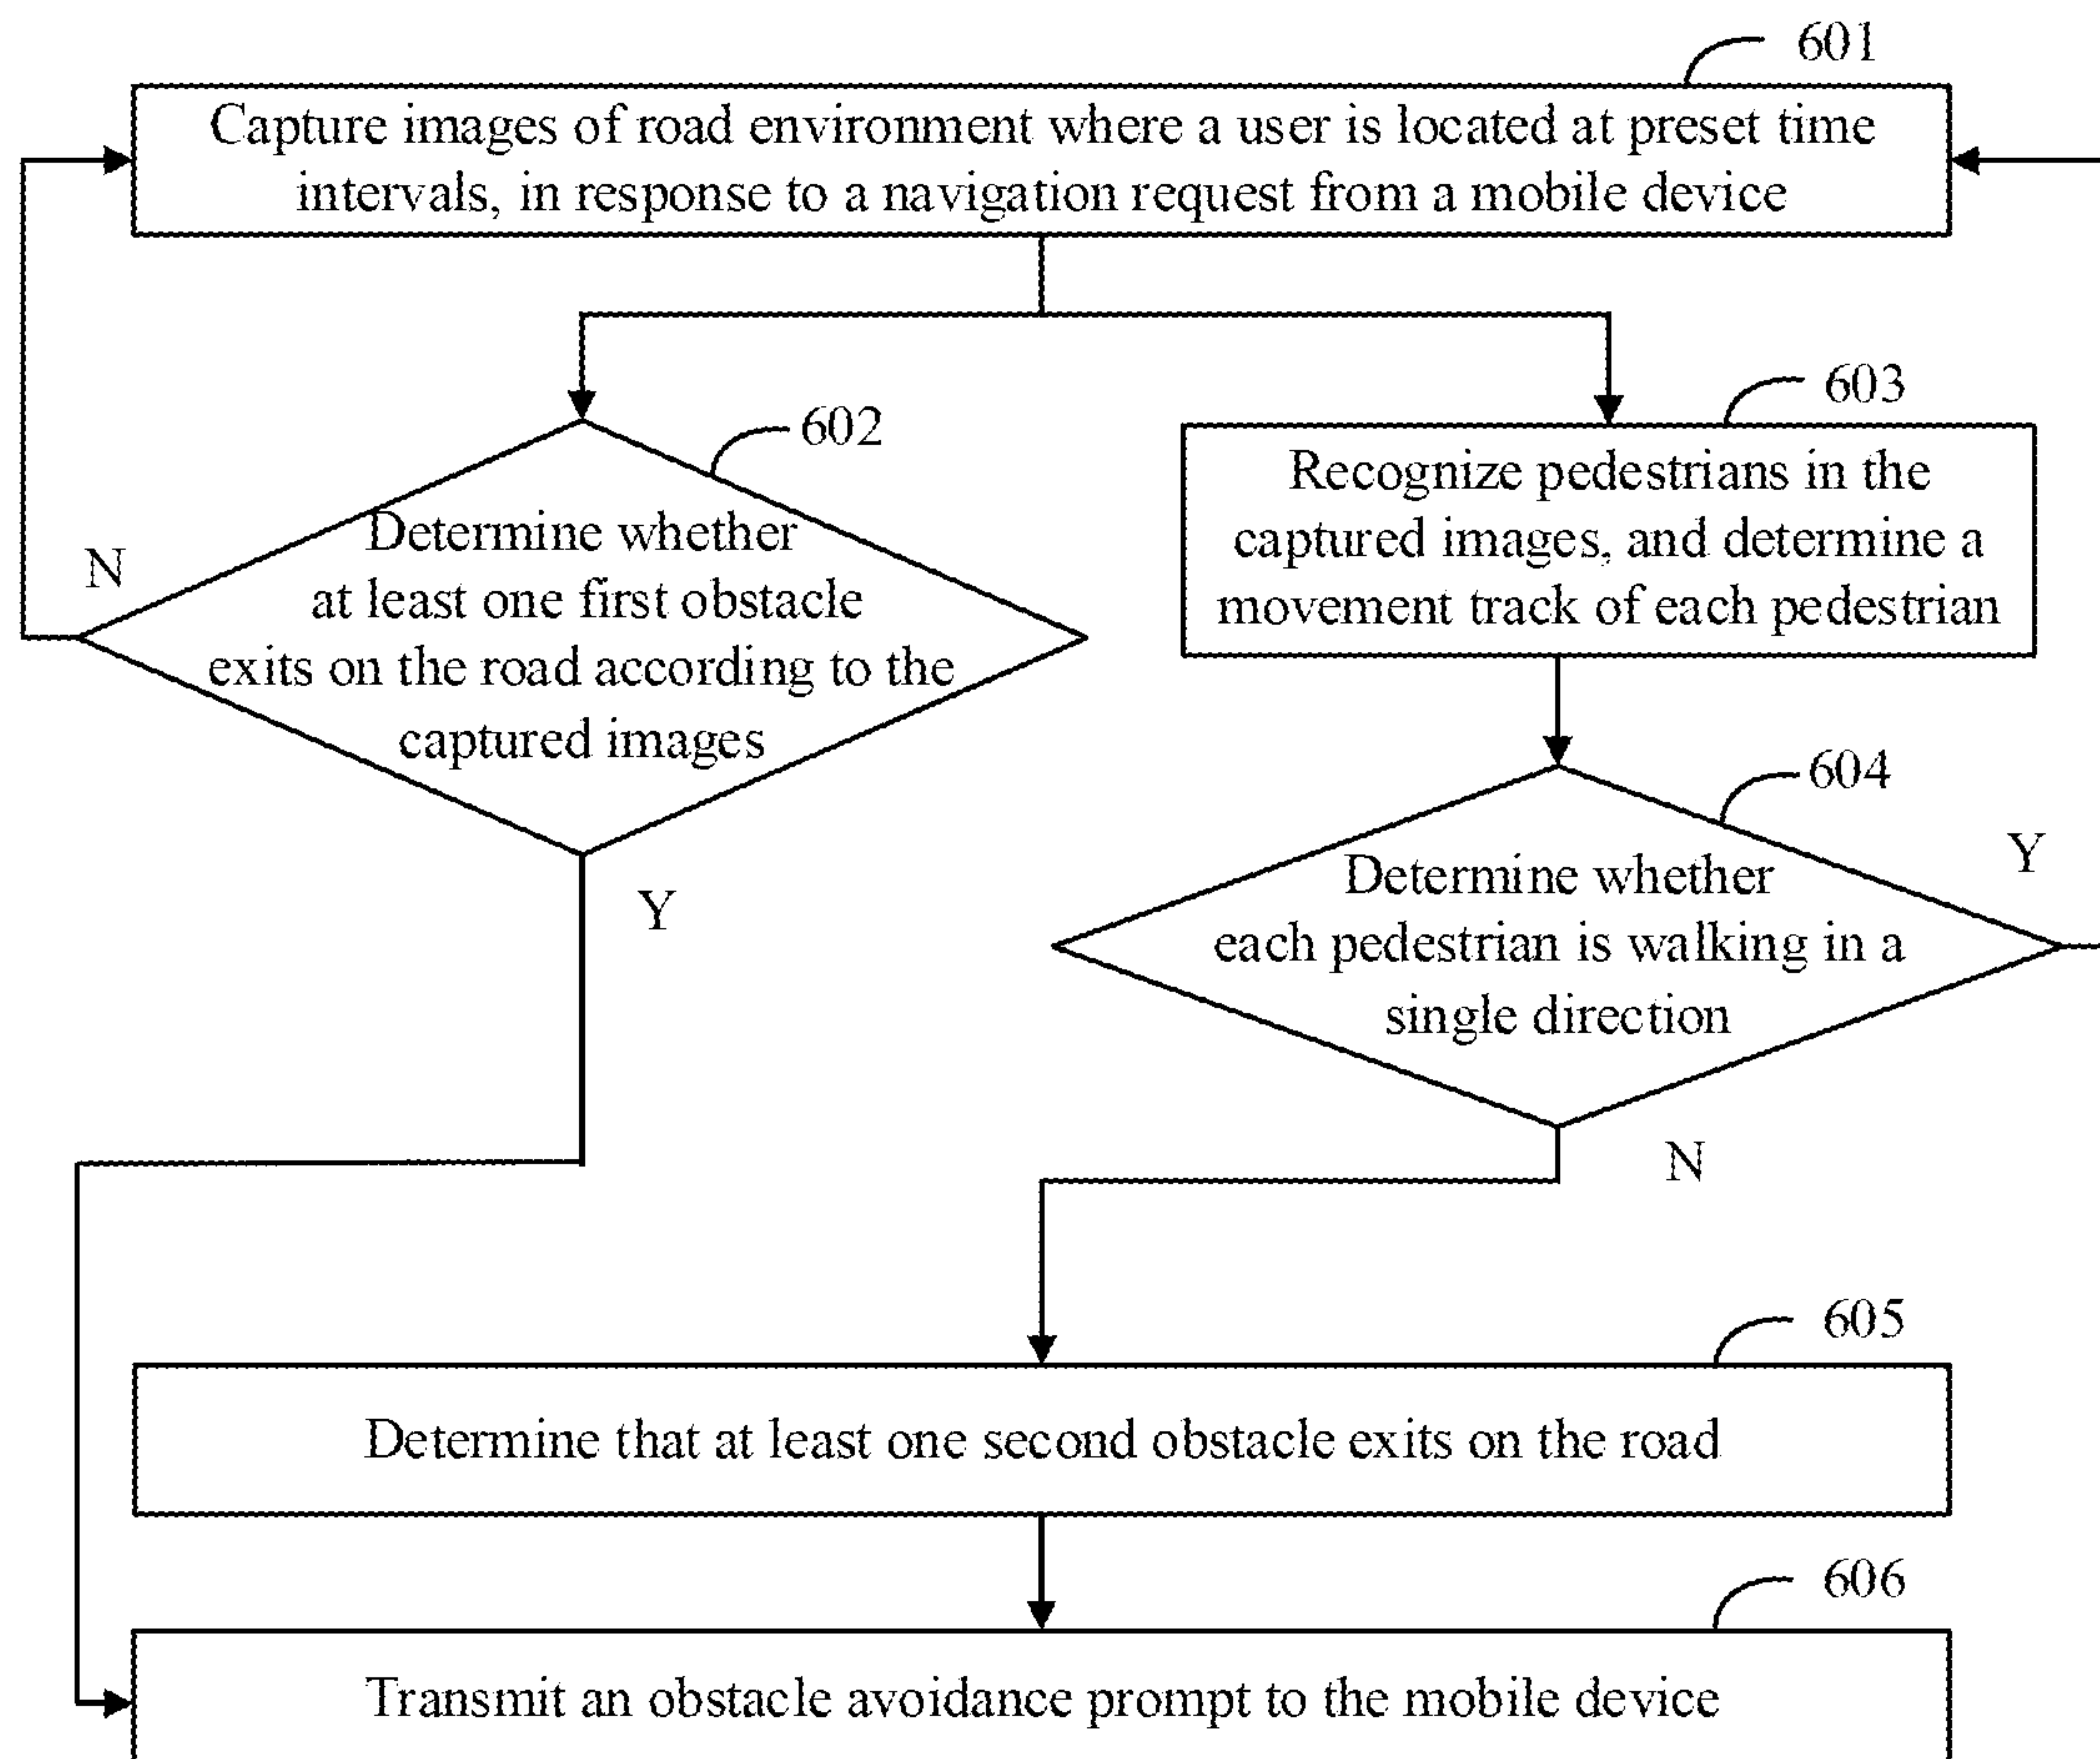 601
Capture images of road environment where a user is located at preset time
intervals, in response to a navigation request from a mobile device
602
Determine whether
at least one first obstacle
exits on the road according to the
captured images
N
Y
603
Recognize pedestrians in the
captured images, and determine a
movement track of each pedestrian
604
Determine whether
each pedestrian is walking in a
single direction
Y
N
605
Determine that at least one second obstacle exits on the road
606
Transmit an obstacle avoidance prompt to the mobile device